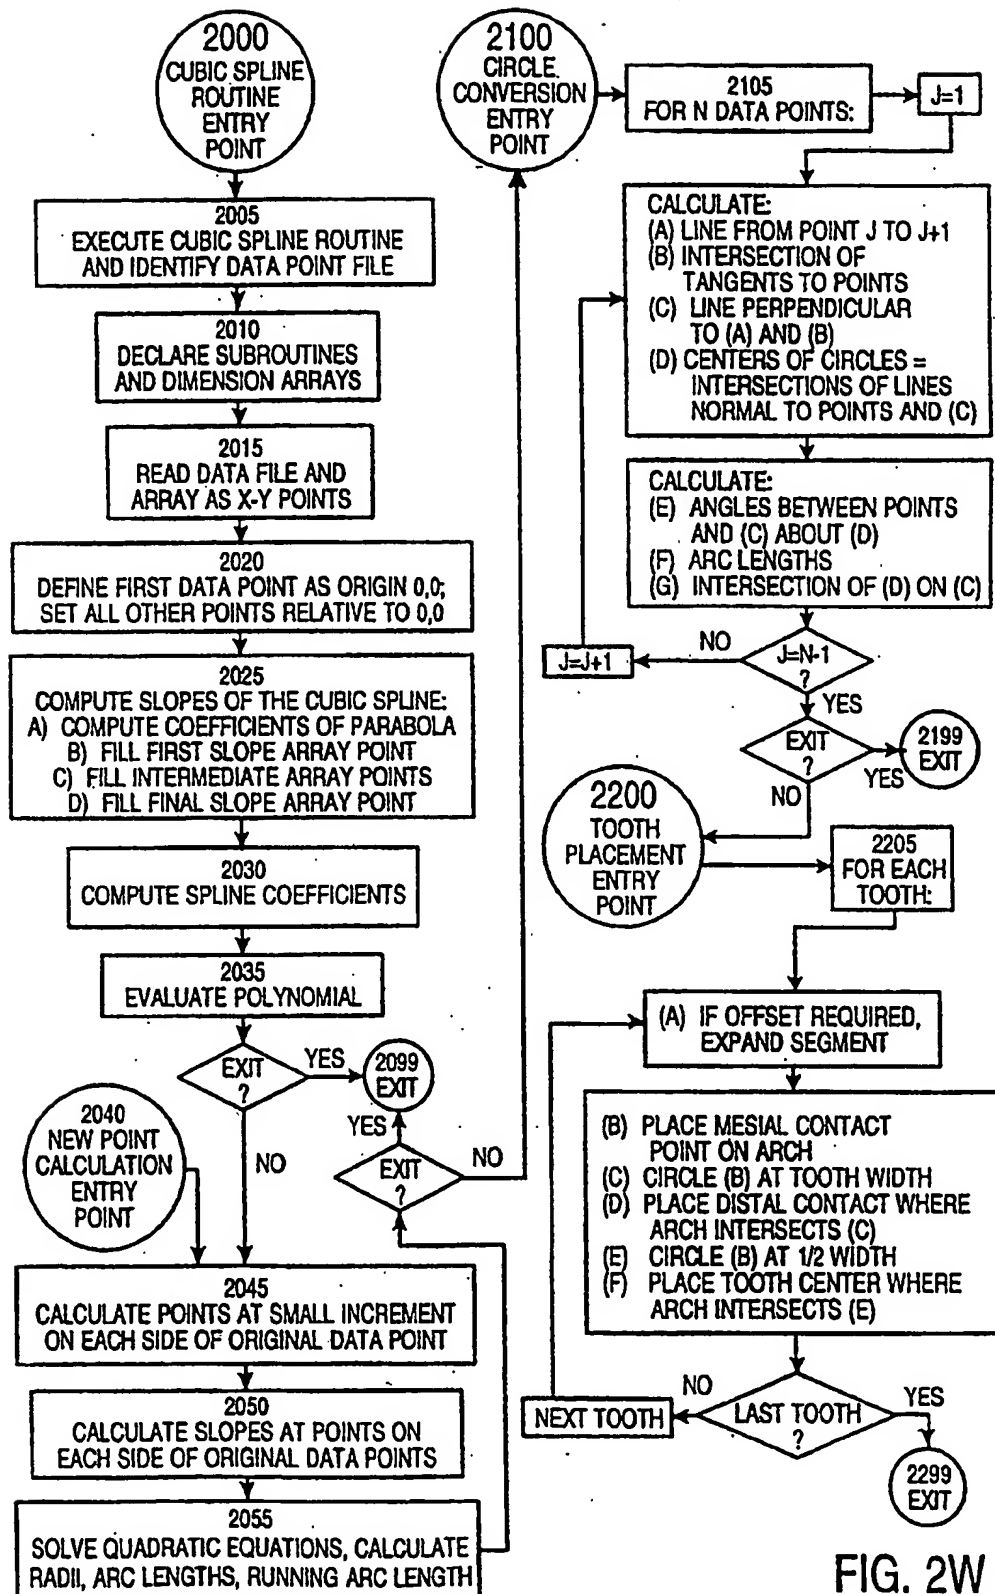 2000
CUBIC SPLINE
ROUTINE
ENTRY
POINT
2005
EXECUTE CUBIC SPLINE ROUTINE
AND IDENTIFY DATA POINT FILE
2010
DECLARE SUBROUTINES
AND DIMENSION ARRAYS
2015
READ DATA FILE AND
ARRAY AS X-Y POINTS
2020
DEFINE FIRST DATA POINT AS ORIGIN 0,0;
SET ALL OTHER POINTS RELATIVE TO 0,0
2025
COMPUTE SLOPES OF THE CUBIC SPLINE:
A) COMPUTE COEFFICIENTS OF PARABOLA
B) FILL FIRST SLOPE ARRAY POINT
C) FILL INTERMEDIATE ARRAY POINTS
D) FILL FINAL SLOPE ARRAY POINT
2030
COMPUTE SPLINE COEFFICIENTS
2035
EVALUATE POLYNOMIAL
EXIT
?
YES
2099
EXIT
NO
2040
NEW POINT
CALCULATION
ENTRY
POINT
YES
EXIT
?
NO
2045
CALCULATE POINTS AT SMALL INCREMENT
ON EACH SIDE OF ORIGINAL DATA POINT
2050
CALCULATE SLOPES AT POINTS ON
EACH SIDE OF ORIGINAL DATA POINTS
2055
SOLVE QUADRATIC EQUATIONS, CALCULATE
RADII, ARC LENGTHS, RUNNING ARC LENGTH
2100
CIRCLE.
CONVERSION
ENTRY
POINT
2105
FOR N DATA POINTS:
J=1
CALCULATE:
(A) LINE FROM POINT J TO J+1
(B) INTERSECTION OF
TANGENTS TO POINTS
(C) LINE PERPENDICULAR
TO (A) AND (B)
(D) CENTERS OF CIRCLES =
INTERSECTIONS OF LINES
NORMAL TO POINTS AND (C)
CALCULATE:
(E) ANGLES BETWEEN POINTS
AND (C) ABOUT (D)
(F) ARC LENGTHS
(G) INTERSECTION OF (D) ON (C)
J=N-1
?
NO
J=J+1
YES
EXIT
?
YES
2199
EXIT
NO
2200
TOOTH
PLACEMENT
ENTRY
POINT
2205
FOR EACH
TOOTH:
(A) IF OFFSET REQUIRED,
EXPAND SEGMENT
(B) PLACE MESIAL CONTACT
POINT ON ARCH
(C) CIRCLE (B) AT TOOTH WIDTH
(D) PLACE DISTAL CONTACT WHERE
ARCH INTERSECTS (C)
(E) CIRCLE (B) AT 1/2 WIDTH
(F) PLACE TOOTH CENTER WHERE
ARCH INTERSECTS (E)
LAST TOOTH
?
NO
NEXT TOOTH
YES
2299
EXIT
FIG. 2W